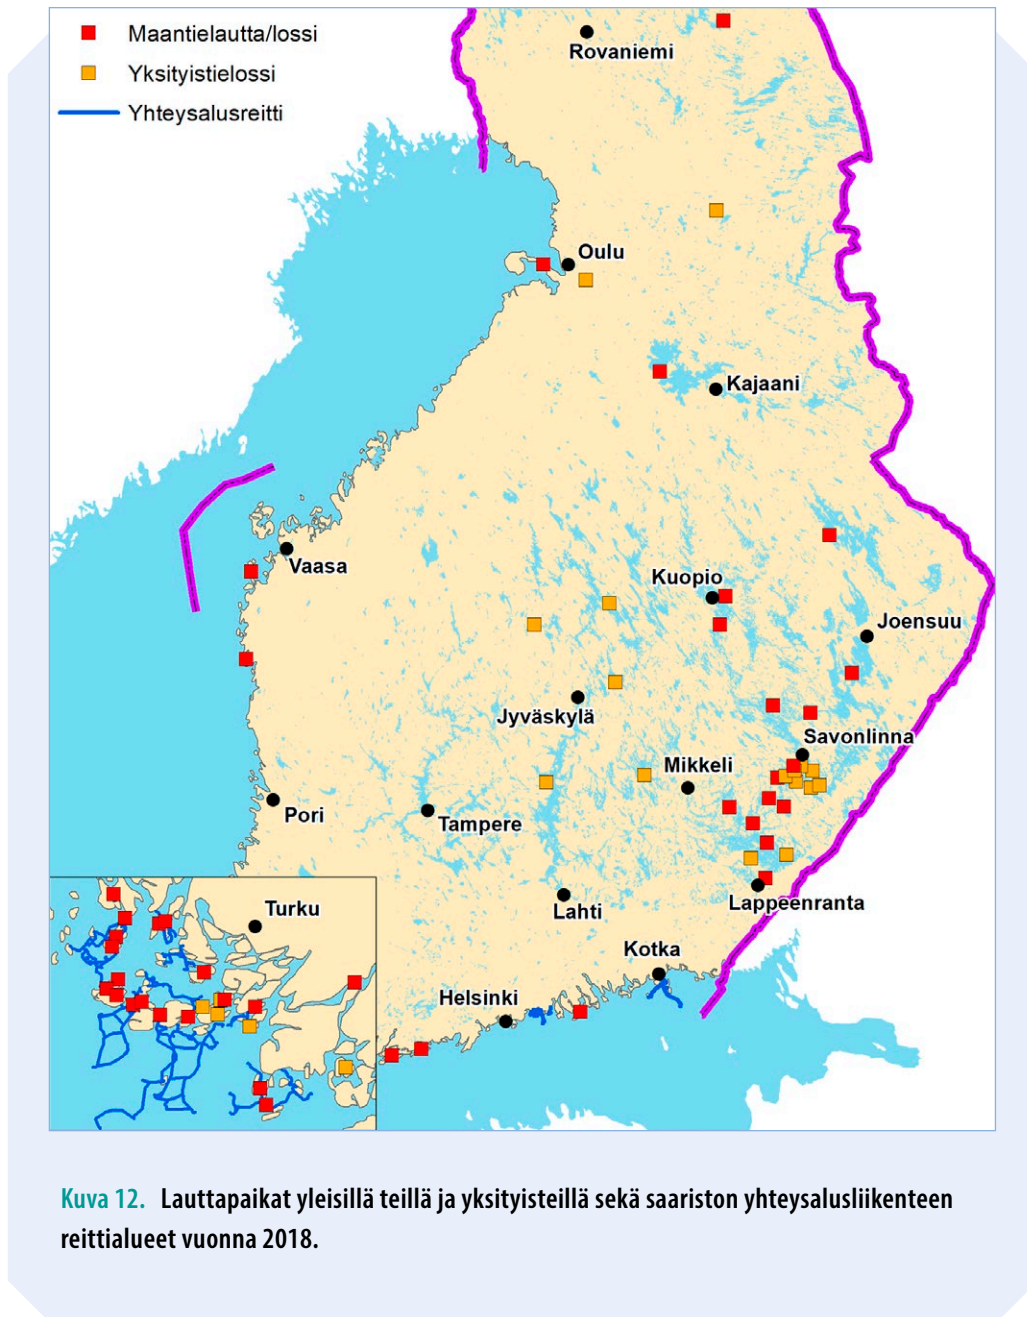 Maantielautta/lossi
Yksityistielossi
Yhteysalusreitti
Rovaniemi
Oulu
Kajaani
Vaasa
Kuopio
Joensuu
Jyväskylä
Savonlinna
Mikkeli
Pori
Tampere
Lappeenranta
Lahti
Turku
Kotka
Helsinki
Kuva 12. Lauttapaikat yleisillä teillä ja yksityisteillä sekä saariston yhteysalusliikenteen
reittialueet vuonna 2018.